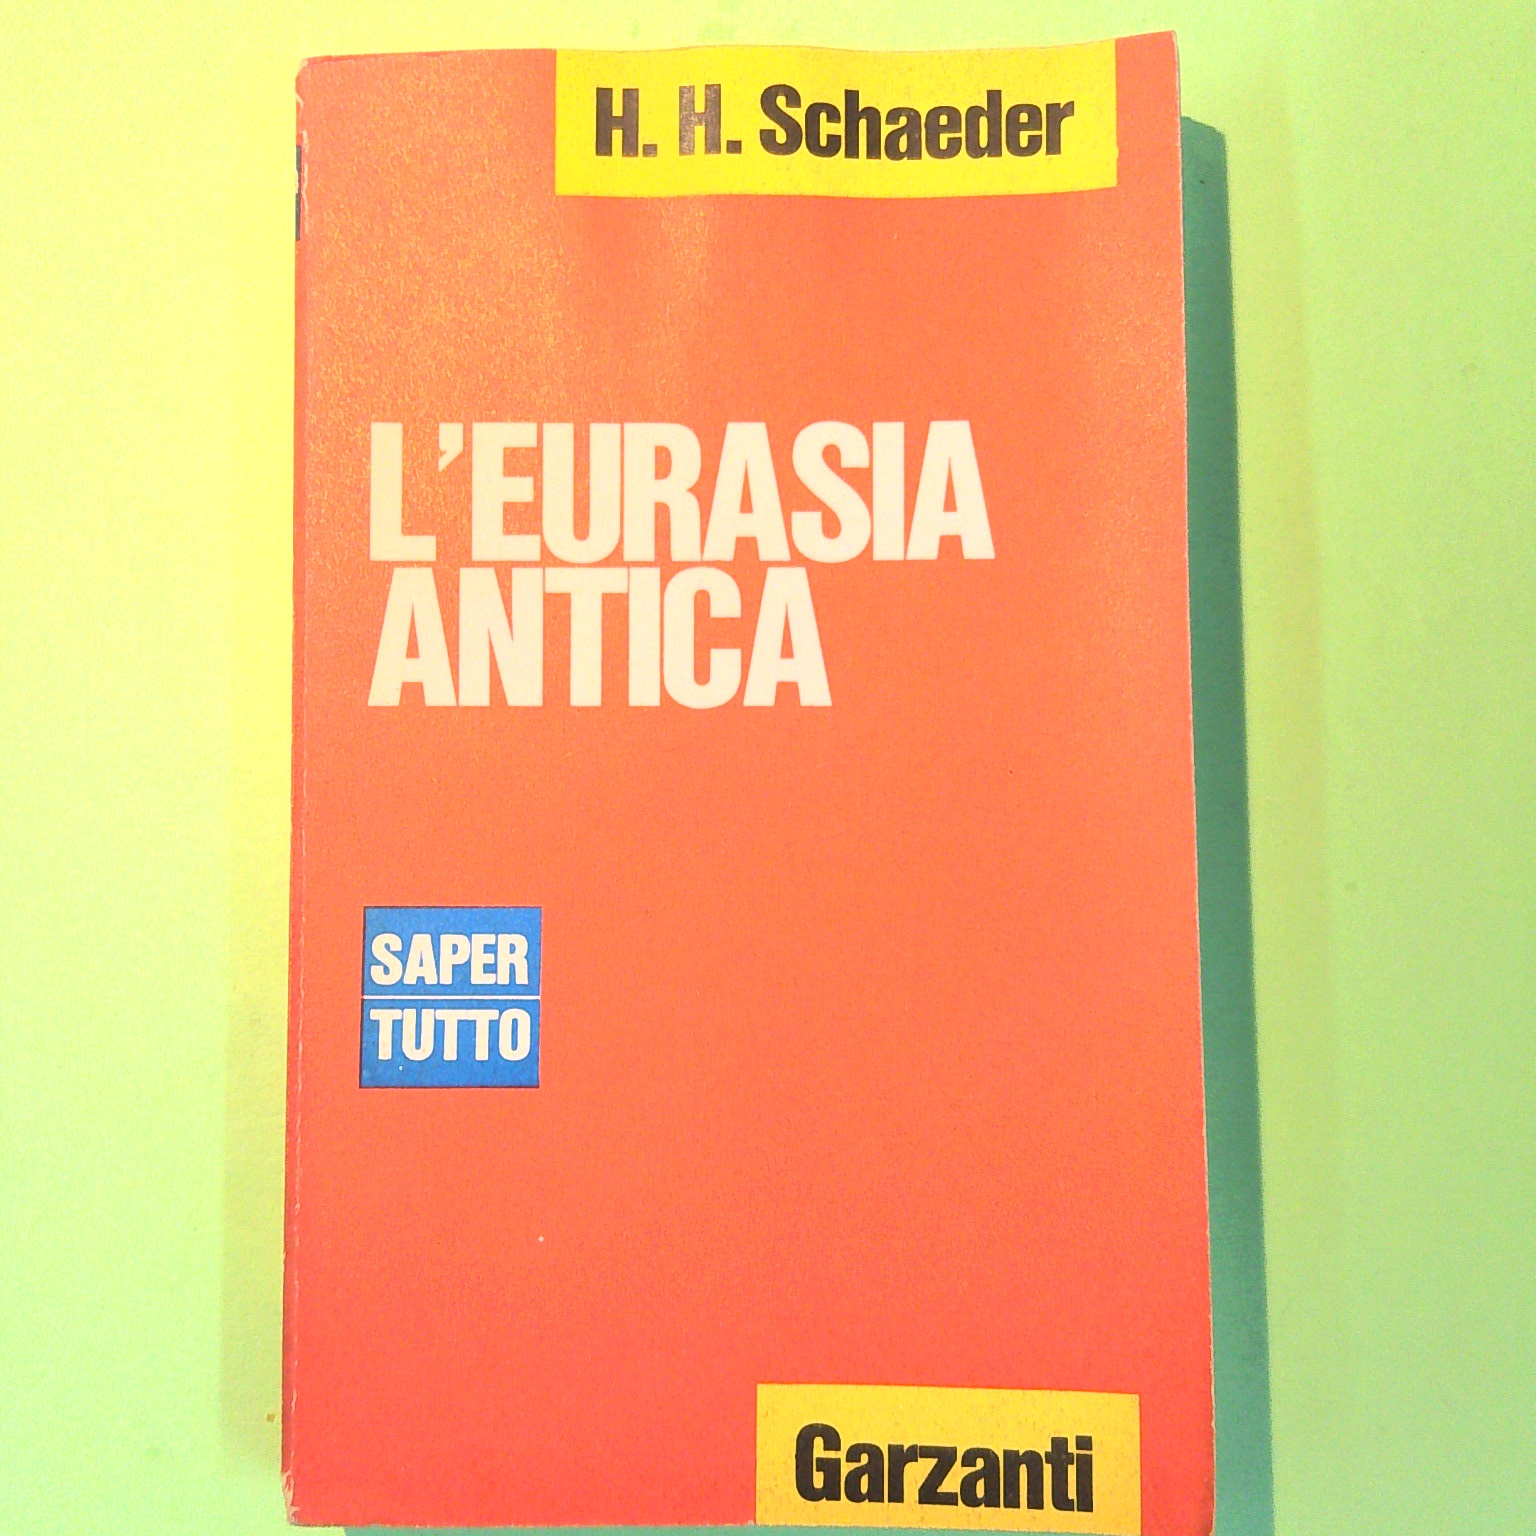 H. H. Schaeder
L'EURASIA
ANTICA
SAPER
TUTTO
Garzanti